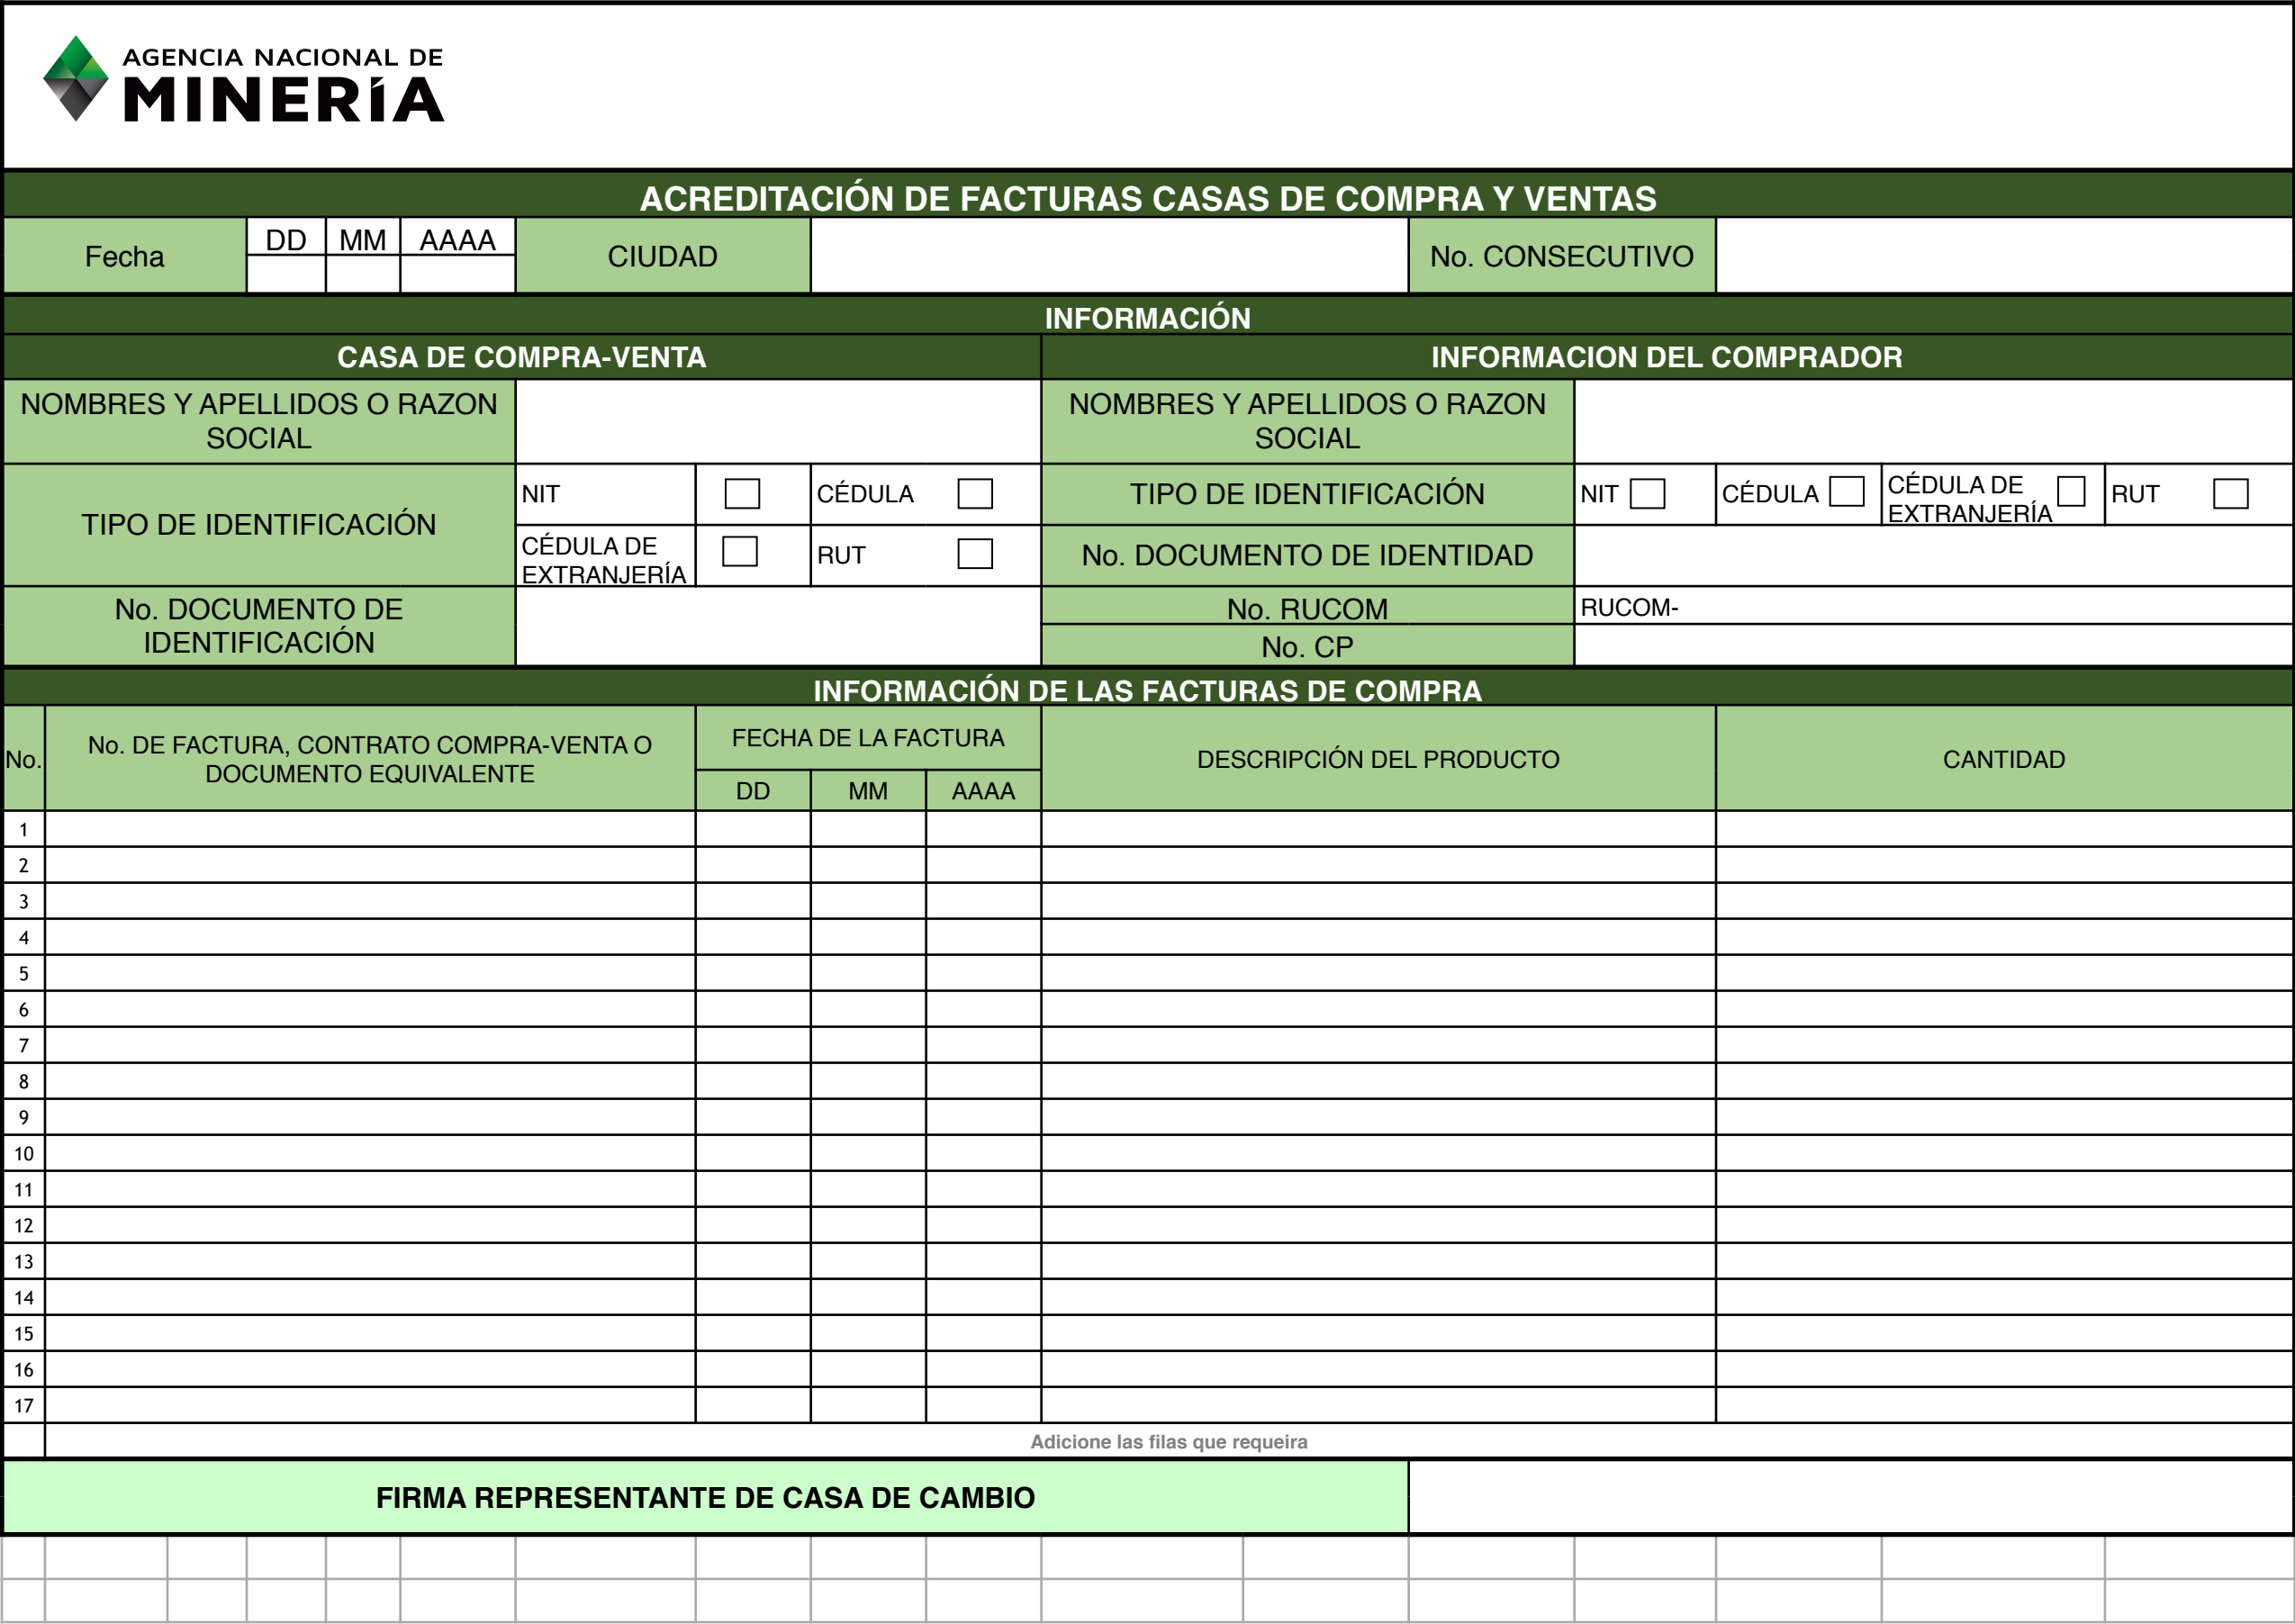 AGENCIA NACIONAL DE
MINERÍA
ACREDITACIÓN DE FACTURAS CASAS DE COMPRA Y VENTAS
Fecha
DD MM AAAA
CIUDAD
No. CONSECUTIVO
INFORMACIÓN
CASA DE COMPRA-VENTA
INFORMACION DEL COMPRADOR
NOMBRES Y APELLIDOS O RAZON
SOCIAL
NOMBRES Y APELLIDOS O RAZON
SOCIAL
TIPO DE IDENTIFICACIÓN
NIT
CÉDULA
CÉDULA DE
EXTRANJERÍA
RUT
TIPO DE IDENTIFICACIÓN
NIT
CÉDULA
CÉDULA DE
EXTRANJERÍA
RUT
No. DOCUMENTO DE IDENTIDAD
No. DOCUMENTO DE
IDENTIFICACIÓN
No. RUCOM
RUCOM-
No. CP
INFORMACIÓN DE LAS FACTURAS DE COMPRA
No.
No. DE FACTURA, CONTRATO COMPRA-VENTA O
DOCUMENTO EQUIVALENTE
FECHA DE LA FACTURA
DD MM AAAA
DESCRIPCIÓN DEL PRODUCTO
CANTIDAD
1
2
3
4
5
6
7
8
9
10
11
12
13
14
15
16
17
Adicione las filas que requeira
FIRMA REPRESENTANTE DE CASA DE CAMBIO